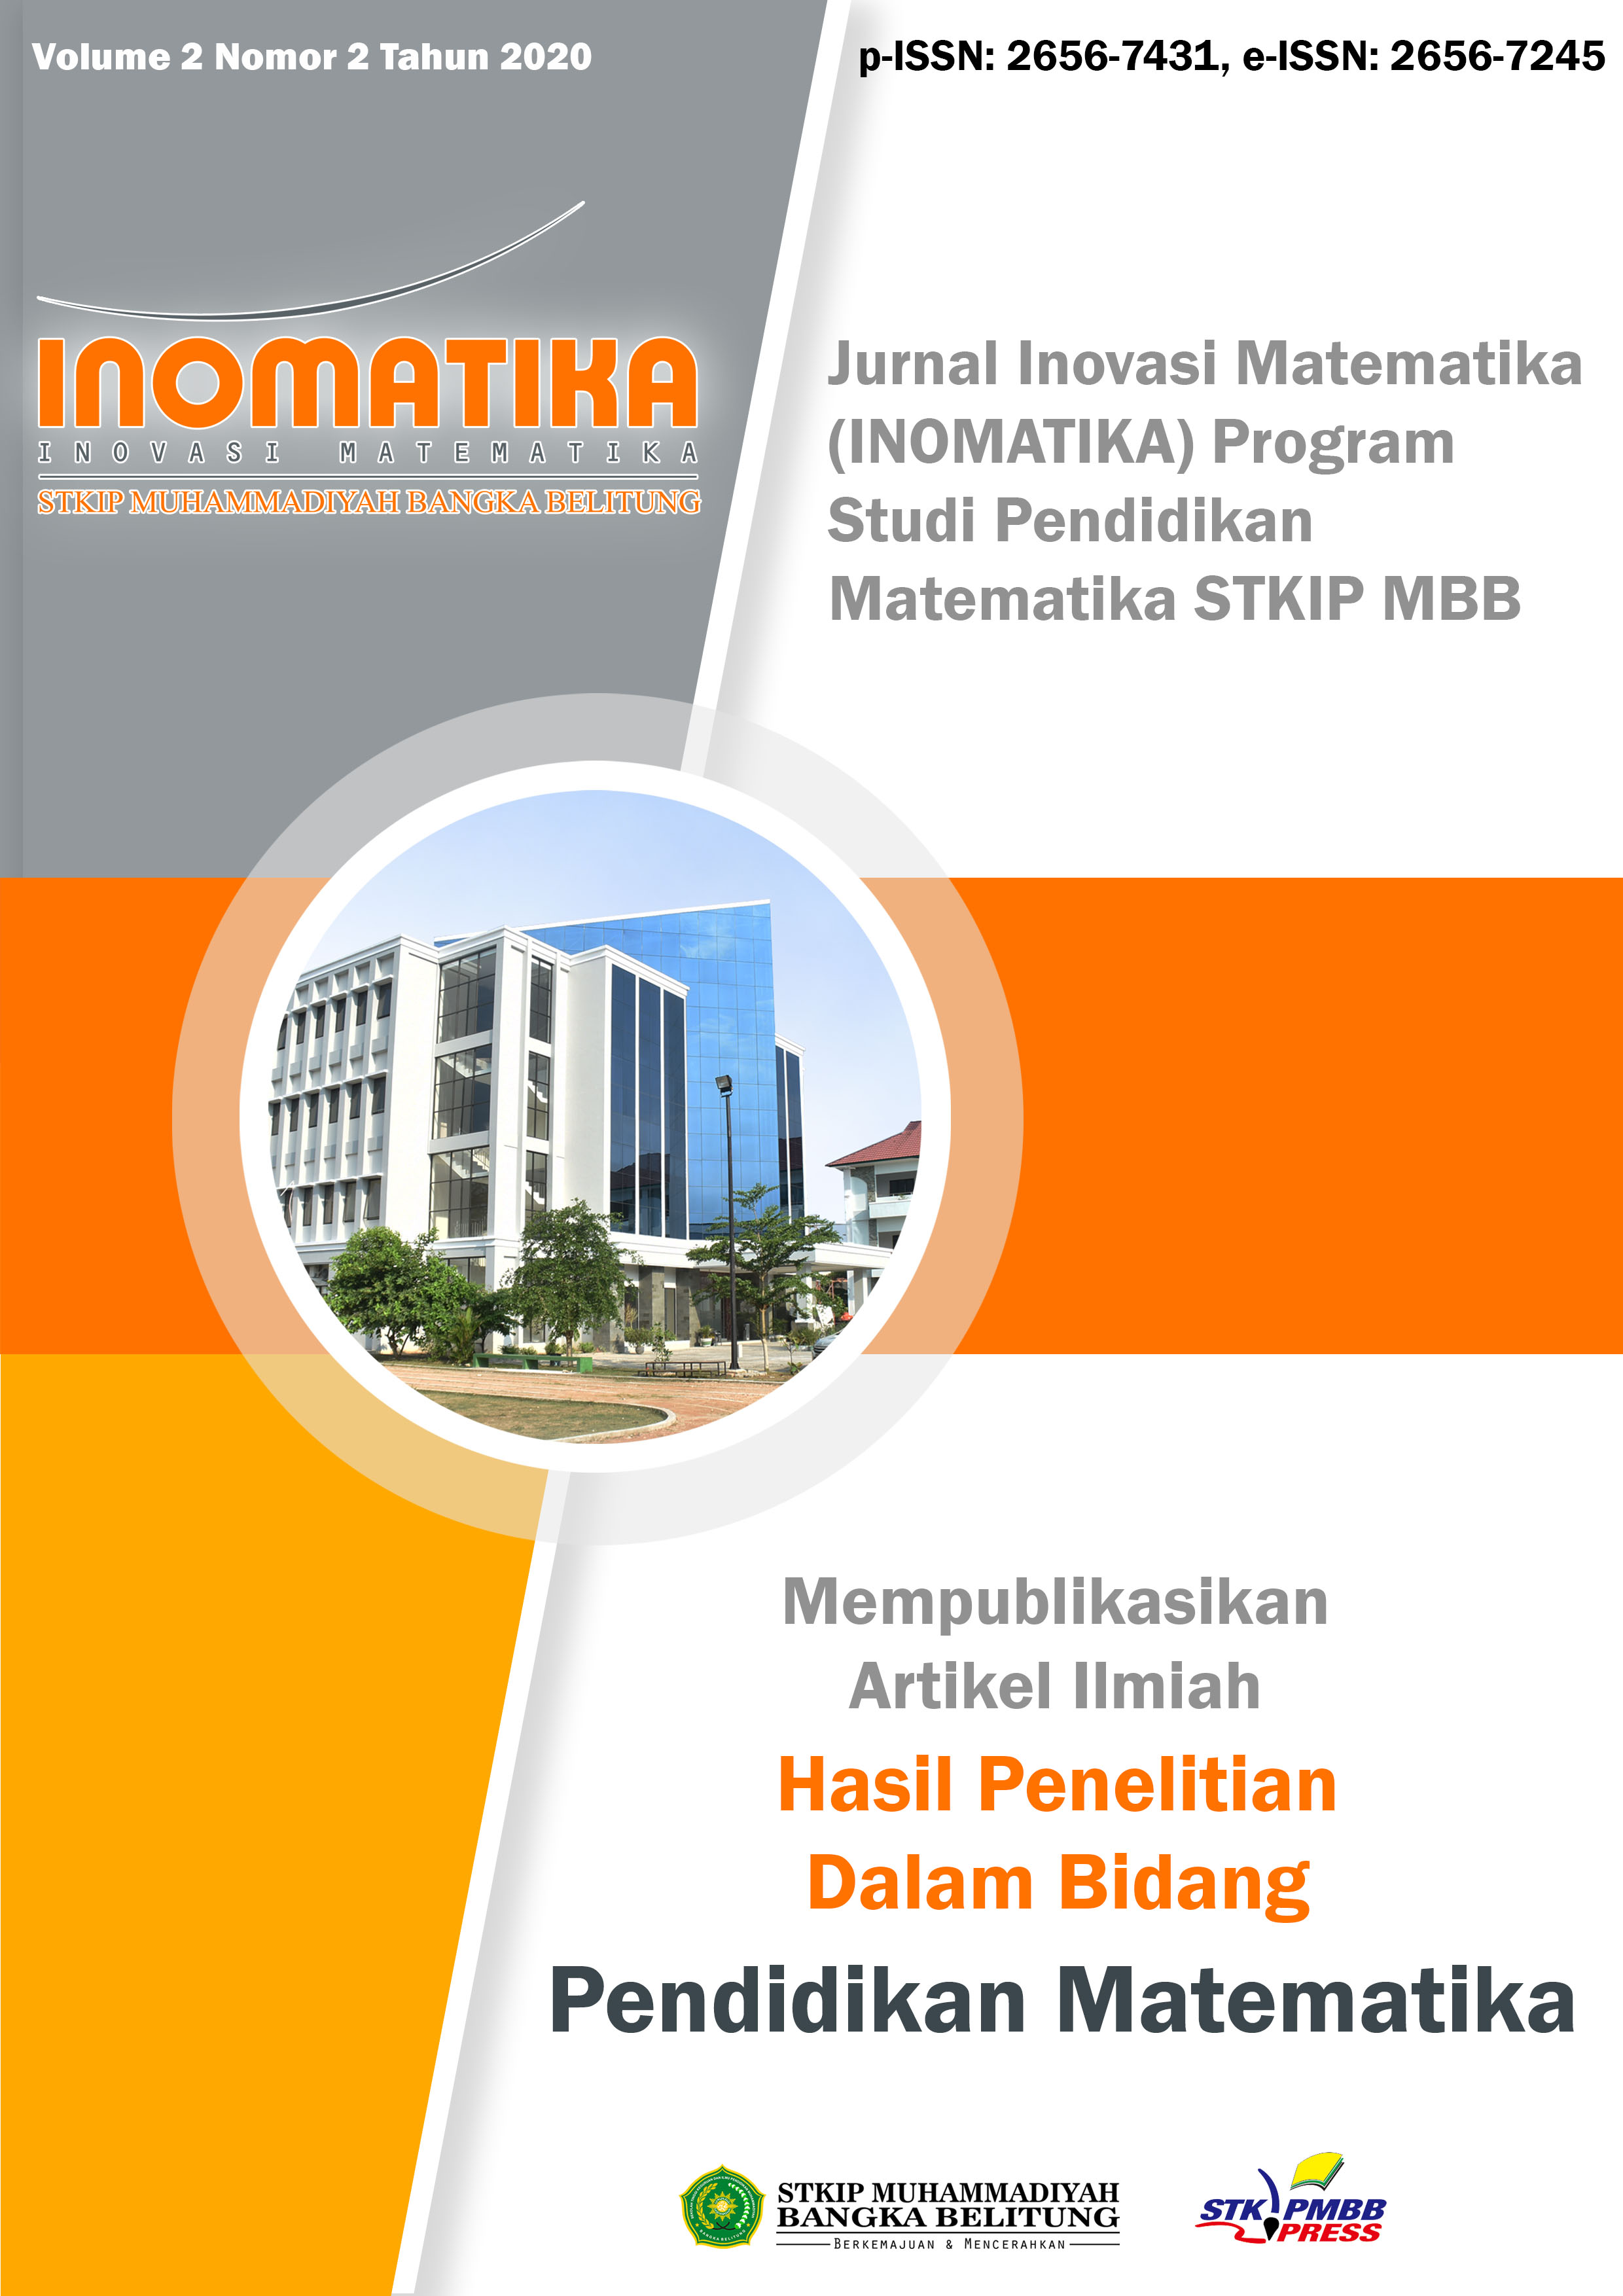 Volume 2 Nomor 2 Tahun 2020
p-ISSN: 2656-7431, e-ISSN: 2656-7245
INOMATIKA
INOVASI MATEMATIKA
STKIP MUHAMMADIYAH BANGKA BELITUNG
Jurnal Inovasi Matematika
(INOMATIKA) Program
Studi Pendidikan
Matematika STKIP MBB
Mempublikasikan
Artikel Ilmiah
Hasil Penelitian
Dalam Bidang
Pendidikan Matematika
STKIP MUHAMMADIYAH
BANGKA BELITUNG
BERKEMAJUAN & MENCERAHKAN
STKIPMBB
PRESS